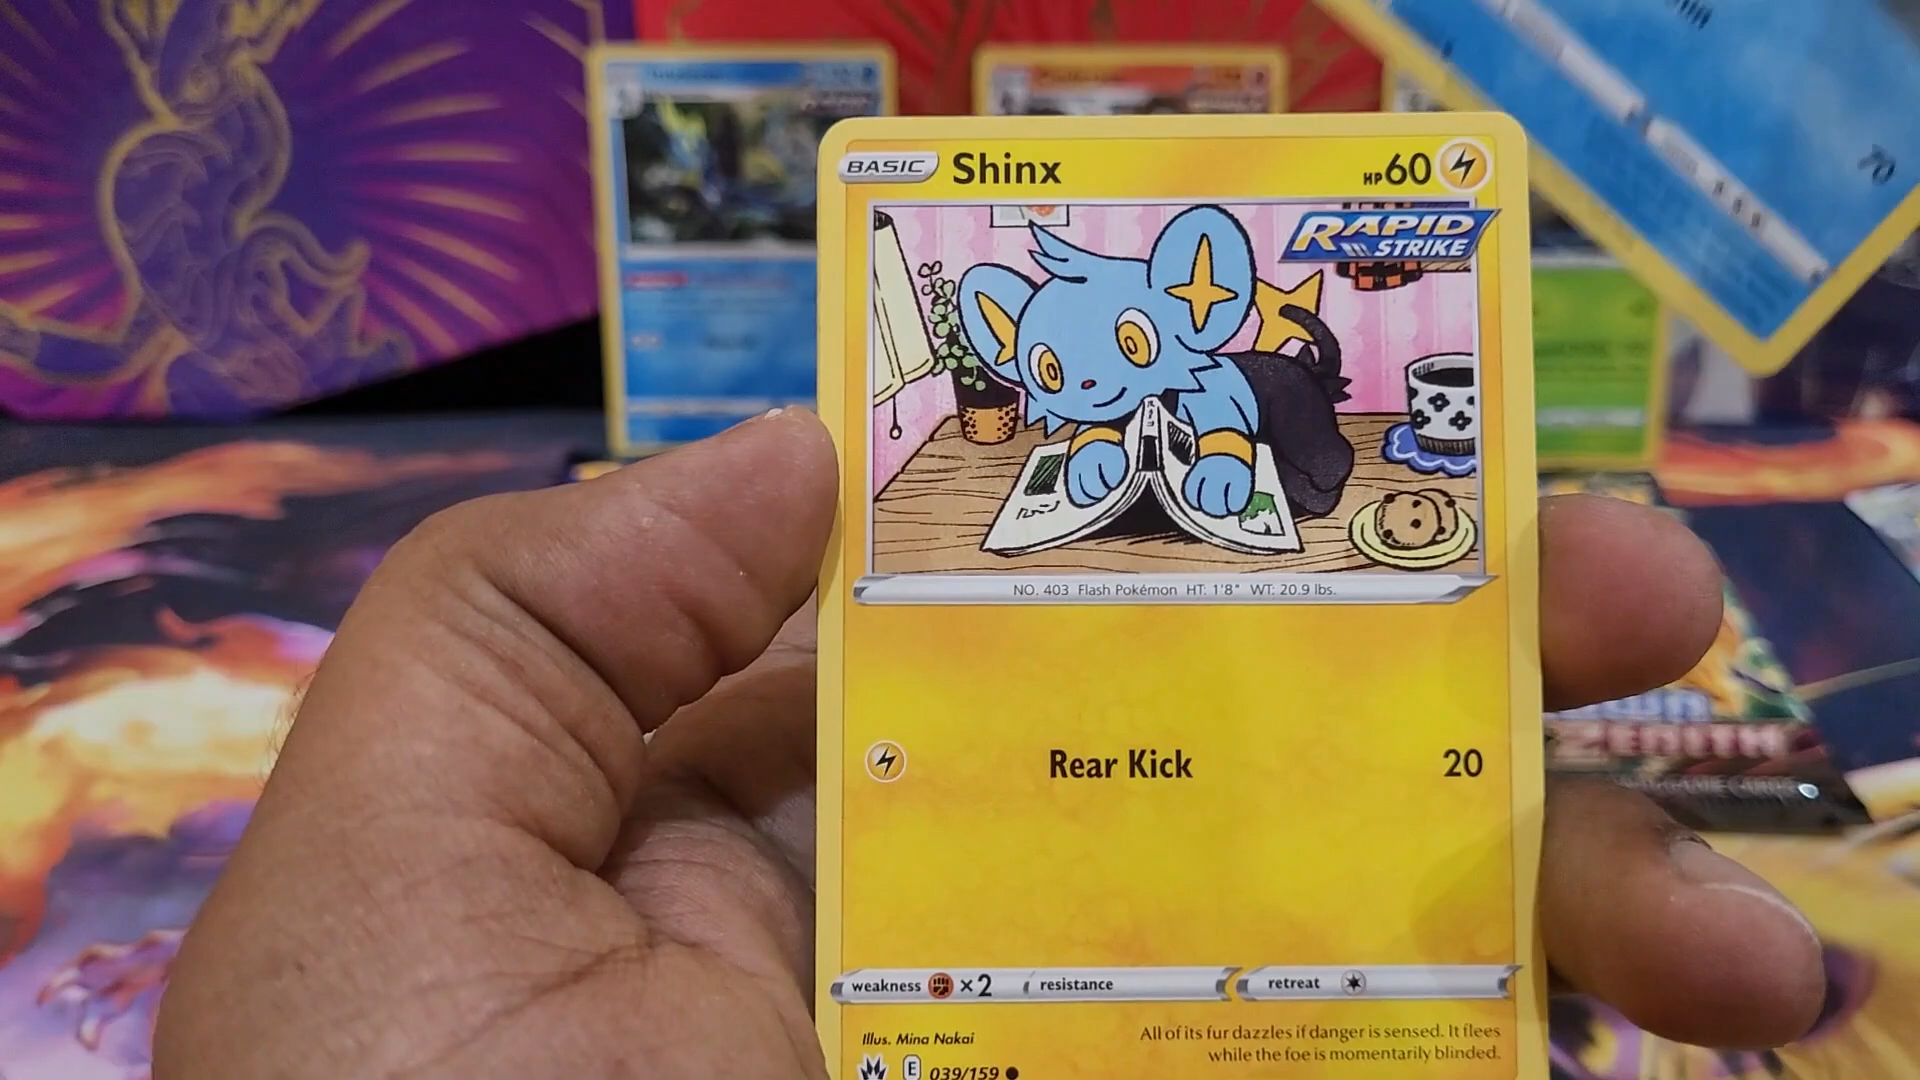 BASIC Shinx HP 60
RAPID
STRIKE
NO. 403 Flash Pokémon HT: 1'8" WT: 20.9 lbs.
Rear Kick 20
weakness ×2 resistance retreat
Illus. Mina Nakai
All of its fur dazzles if danger is sensed. It flees
while the foe is momentarily blinded.
E 039/159
70
ZENITH